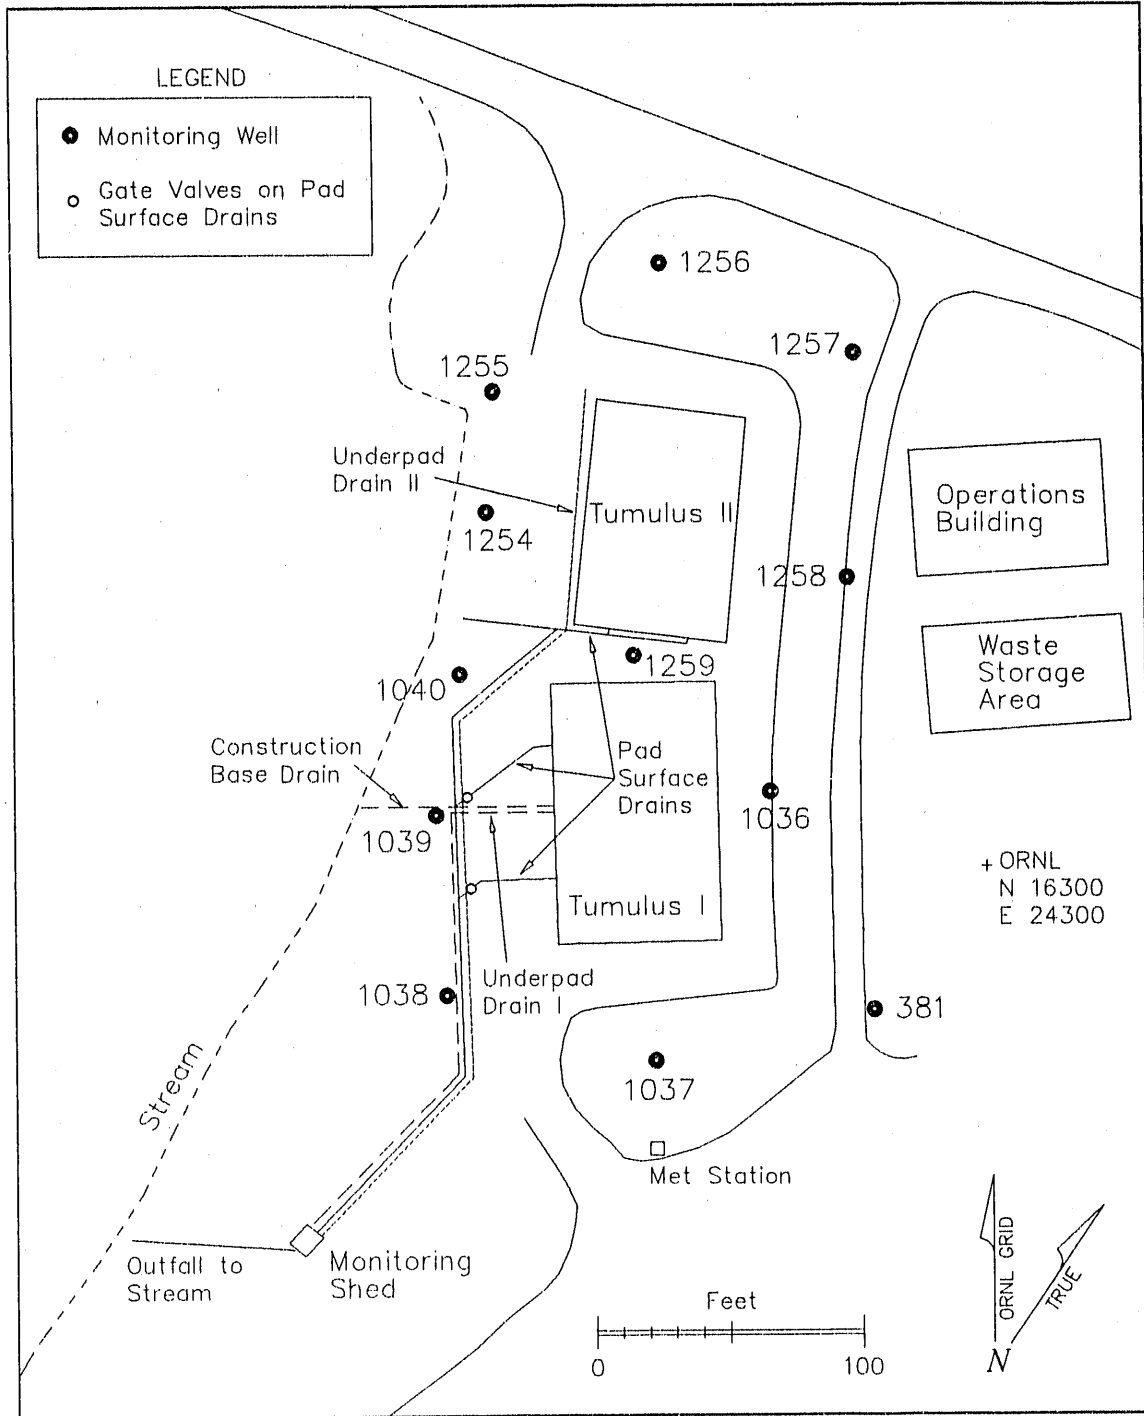 LEGEND
Monitoring Well
Gate Valves on Pad
Surface Drains
1256
1257
1255
Underpad
Drain II
Tumulus II
Operations
Building
1254
1258
1259
Waste
Storage
Area
1040
Construction
Base Drain
Pad
Surface
Drains
1036
1039
+ ORNL
N 16300
E 24300
Tumulus I
Underpad
Drain I
1038
381
1037
Stream
Met Station
Outfall to
Stream
Monitoring
Shed
Feet
0
100
ORNL GRID
TRUE
N